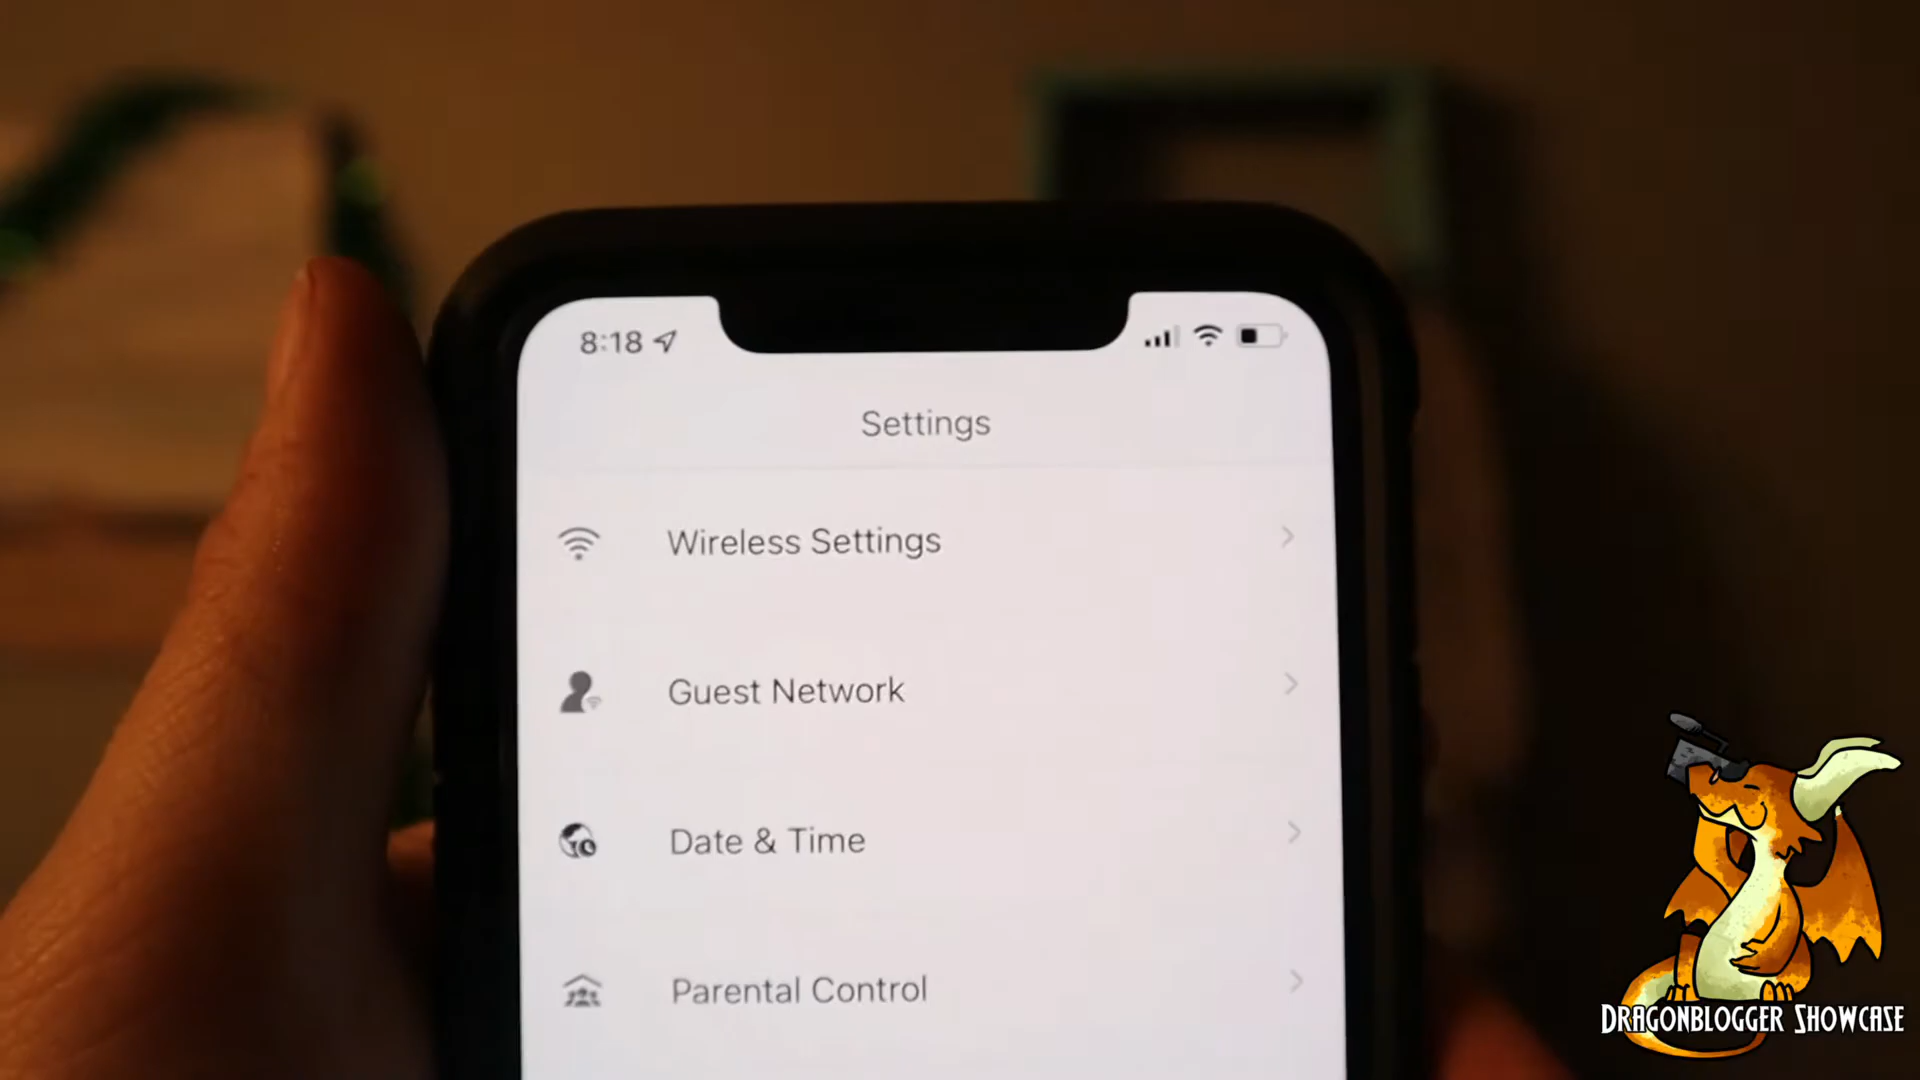 8:18
Settings
Wireless Settings
Guest Network
Date & Time
Parental Control
DRAGONBLOGGER SHOWCASE